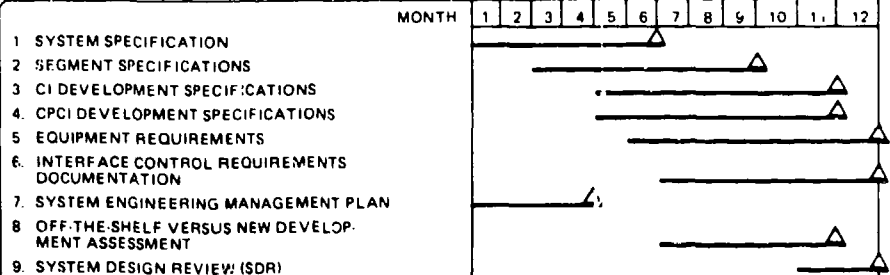 MONTH 1 2 3 4 5 6 7 8 9 10 11 12
1 SYSTEM SPECIFICATION
2 SEGMENT SPECIFICATIONS
3 CI DEVELOPMENT SPECIFICATIONS
4. CPCI DEVELOPMENT SPECIFICATIONS
5 EQUIPMENT REQUIREMENTS
6. INTERFACE CONTROL REQUIREMENTS
DOCUMENTATION
7. SYSTEM ENGINEERING MANAGEMENT PLAN
8 OFF-THE-SHELF VERSUS NEW DEVELOP-
MENT ASSESSMENT
9. SYSTEM DESIGN REVIEW (SDR)